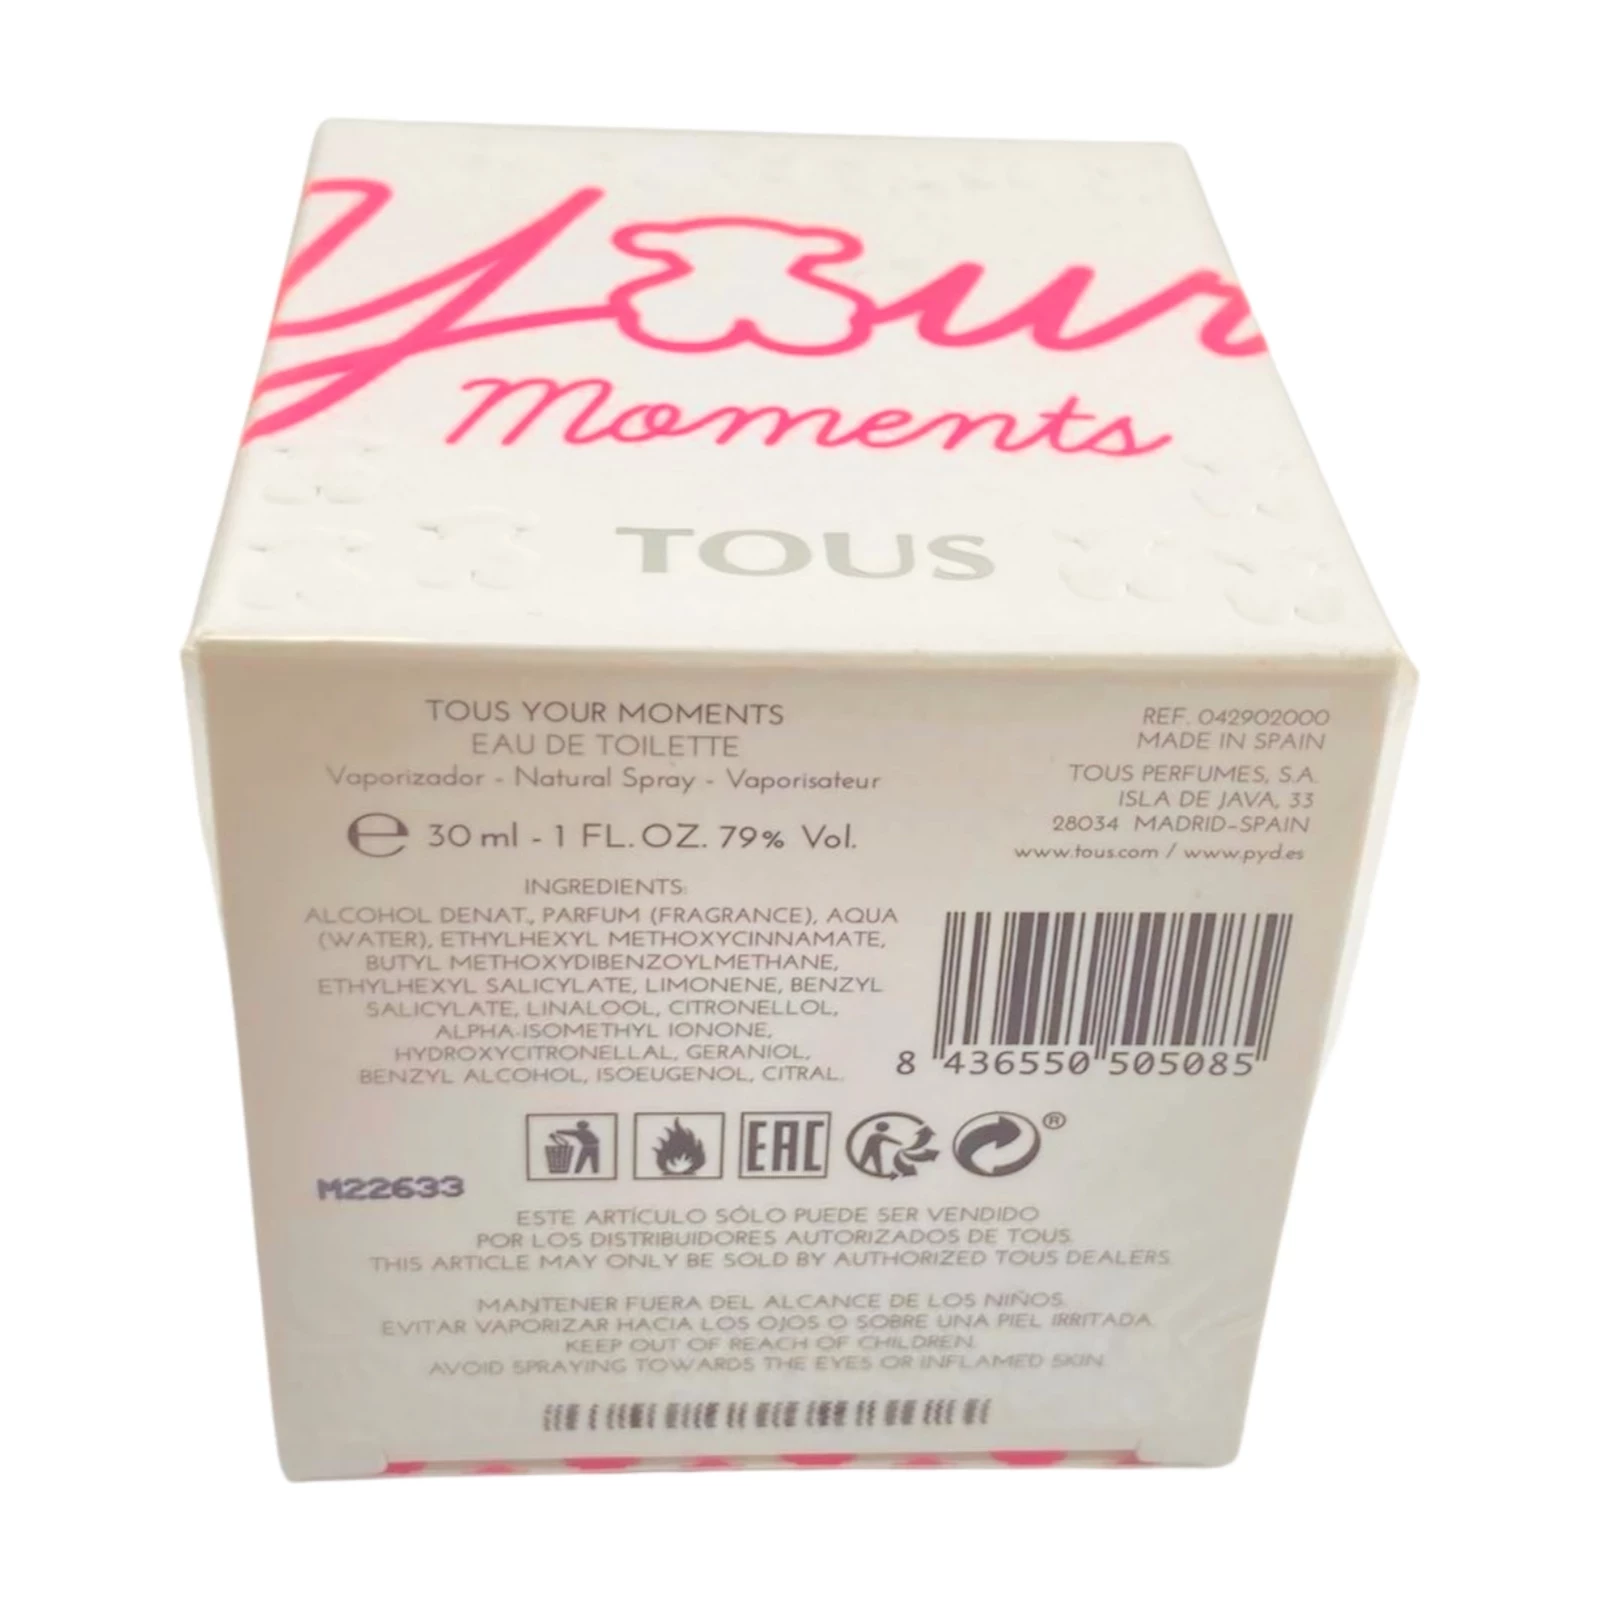 Your
Moments
TOUS
TOUS YOUR MOMENTS
EAU DE TOILETTE
Vaporizador - Natural Spray - Vaporisateur
℮ 30 ml - 1 FL. OZ. 79% Vol.
INGREDIENTS:
ALCOHOL DENAT., PARFUM (FRAGRANCE), AQUA
(WATER), ETHYLHEXYL METHOXYCINNAMATE,
BUTYL METHOXYDIBENZOYLMETHANE,
ETHYLHEXYL SALICYLATE, LIMONENE, BENZYL
SALICYLATE, LINALOOL, CITRONELLOL,
ALPHA-ISOMETHYL IONONE,
HYDROXYCITRONELLAL, GERANIOL,
BENZYL ALCOHOL, ISOEUGENOL, CITRAL.
REF. 042902000
MADE IN SPAIN
TOUS PERFUMES, S.A.
ISLA DE JAVA, 33
28034 MADRID-SPAIN
www.tous.com / www.pyd.es
8 436550 505085
EAC
®
M22633
ESTE ARTÍCULO SÓLO PUEDE SER VENDIDO
POR LOS DISTRIBUIDORES AUTORIZADOS DE TOUS.
THIS ARTICLE MAY ONLY BE SOLD BY AUTHORIZED TOUS DEALERS.
MANTENER FUERA DEL ALCANCE DE LOS NIÑOS.
EVITAR VAPORIZAR HACIA LOS OJOS O SOBRE UNA PIEL IRRITADA.
KEEP OUT OF REACH OF CHILDREN.
AVOID SPRAYING TOWARDS THE EYES OR INFLAMED SKIN.